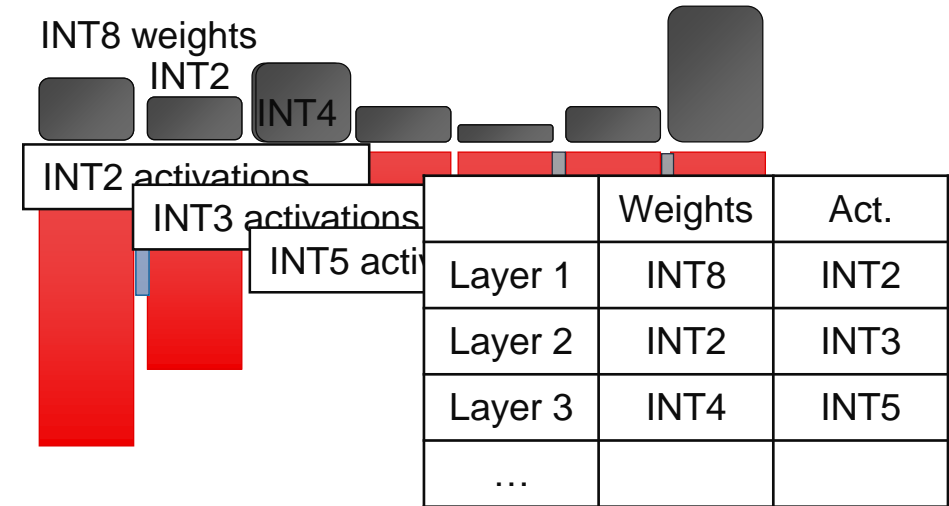 INT8 weights
INT2
INT4
INT2 activations
INT3 activations
INT5 acti
Weights Act.
Layer 1 INT8 INT2
Layer 2 INT2 INT3
Layer 3 INT4 INT5
…